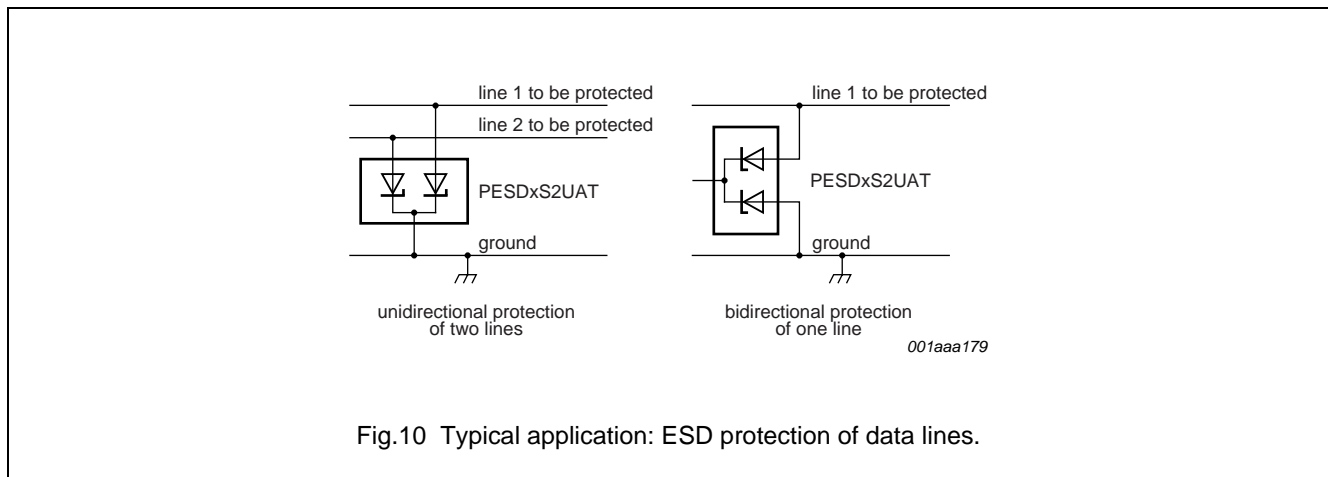 line 1 to be protected
line 2 to be protected
PESDxS2UAT
ground
unidirectional protection
of two lines
line 1 to be protected
PESDxS2UAT
ground
bidirectional protection
of one line
001aaa179
Fig.10 Typical application: ESD protection of data lines.